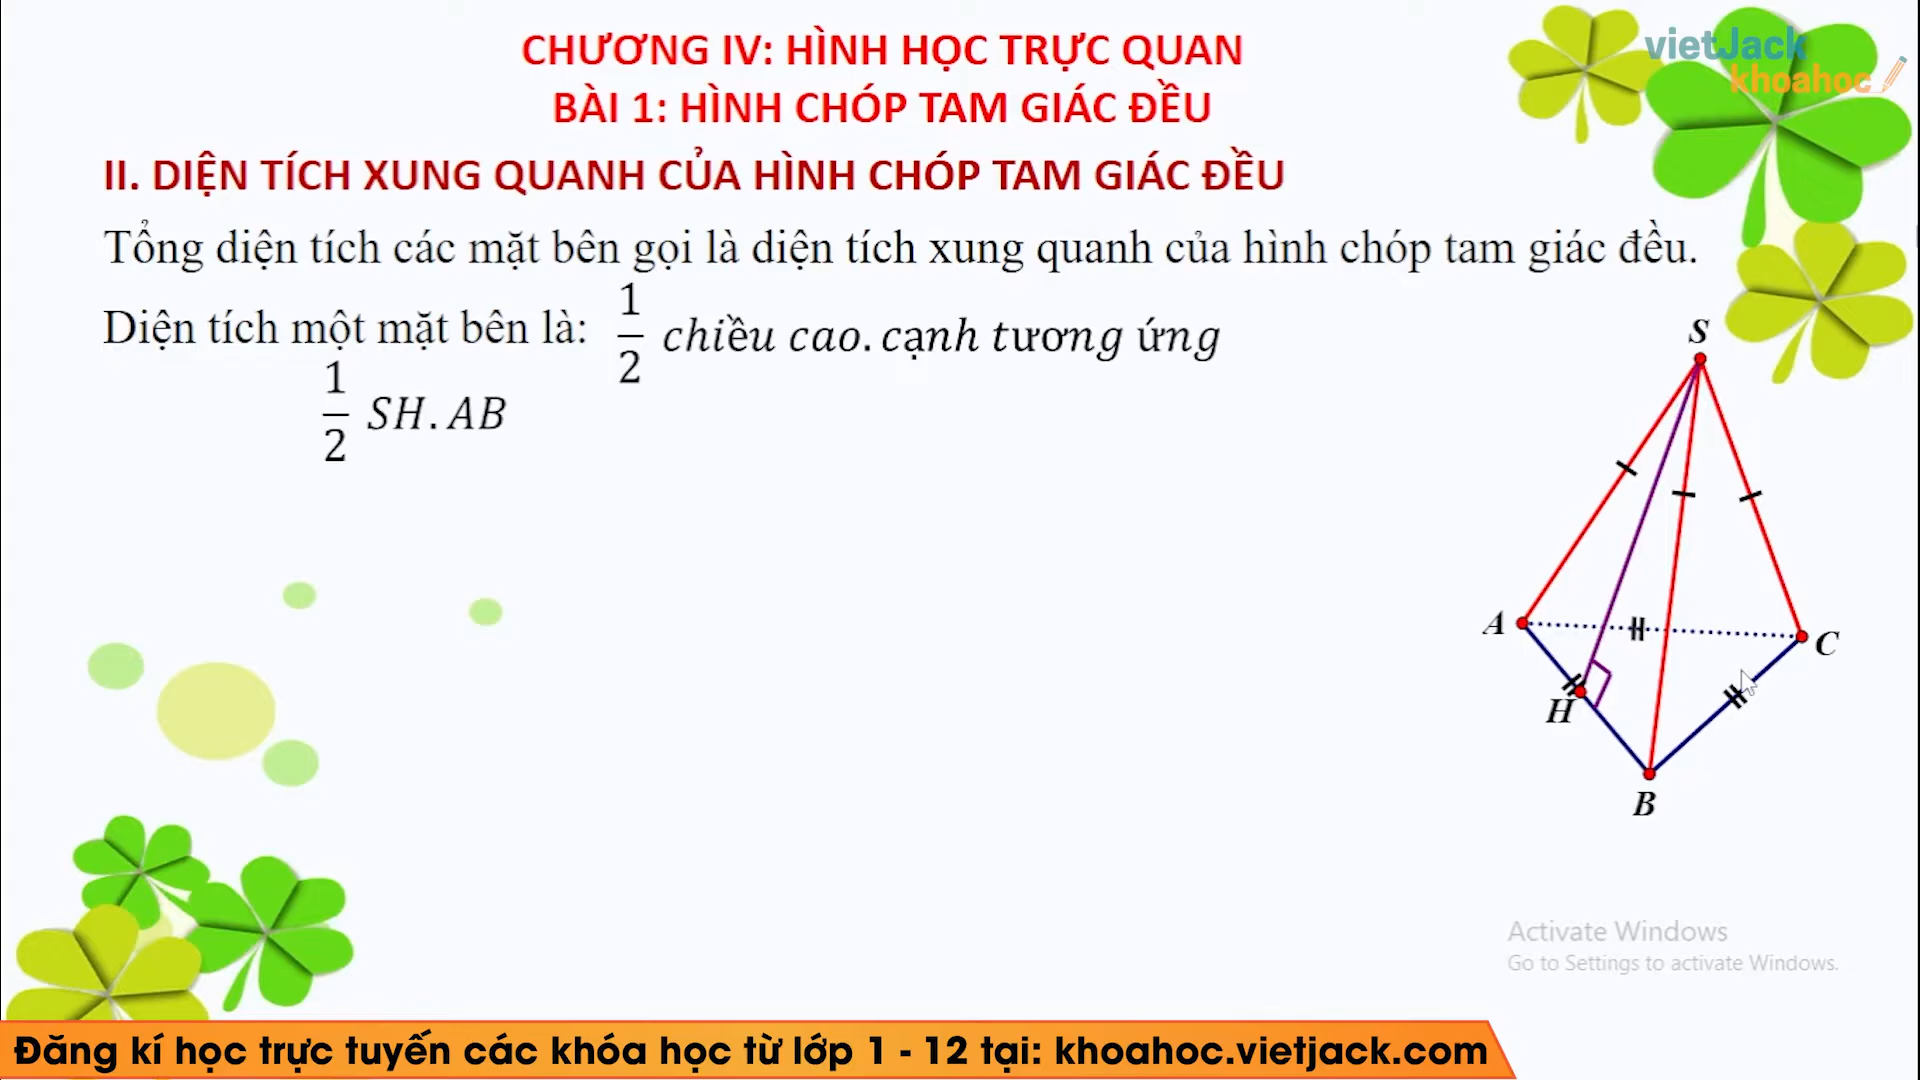 vietJack
khoahoc
CHƯƠNG IV: HÌNH HỌC TRỰC QUAN
BÀI 1: HÌNH CHÓP TAM GIÁC ĐỀU
II. DIỆN TÍCH XUNG QUANH CỦA HÌNH CHÓP TAM GIÁC ĐỀU
Tổng diện tích các mặt bên gọi là diện tích xung quanh của hình chóp tam giác đều.
Diện tích một mặt bên là: 1/2 chiều cao. cạnh tương ứng
1/2 SH. AB
S
A
C
H
B
Activate Windows
Go to Settings to activate Windows.
Đăng kí học trực tuyến các khóa học từ lớp 1 - 12 tại: khoahoc.vietjack.com